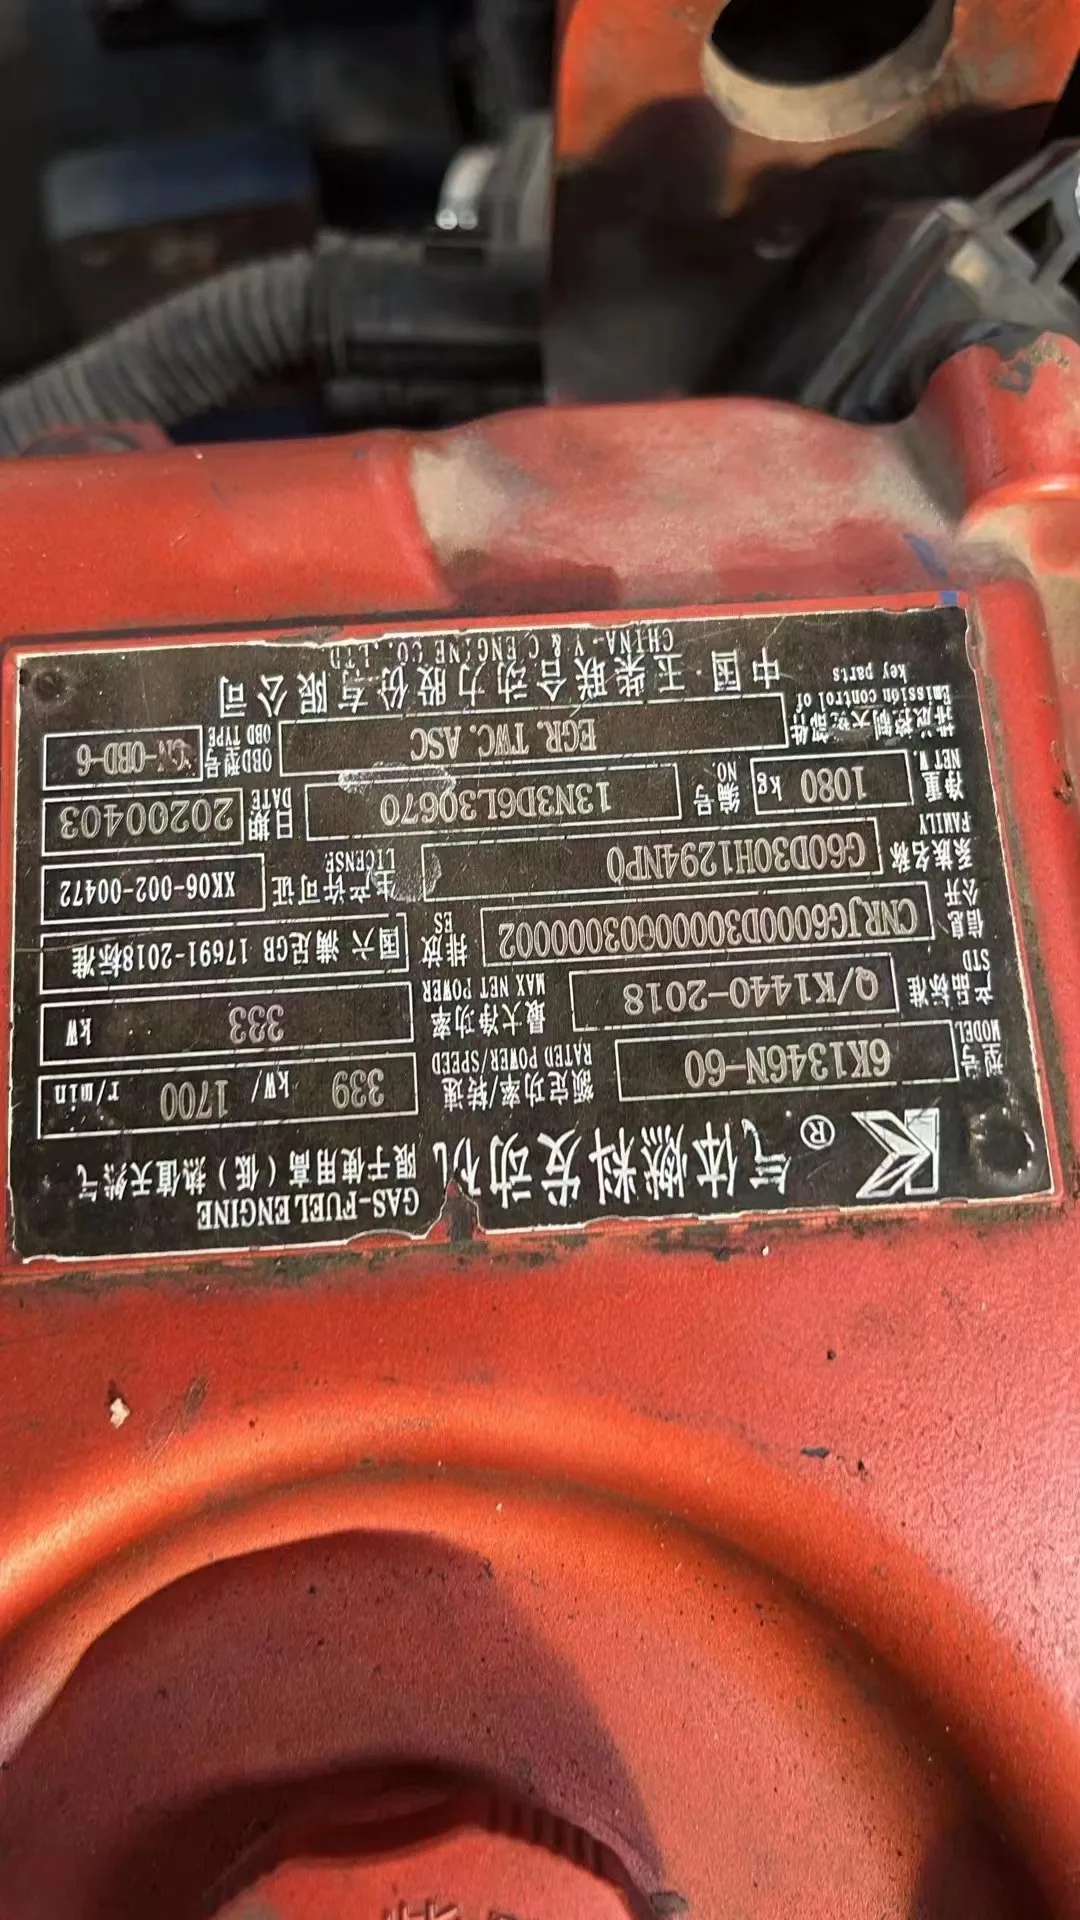 气体燃料发动机 GAS-FUEL ENGINE
® 限于使用高（低）热值天然气
型号 MODEL 6K1346N-60 额定功率/转速 RATED POWER/SPEED 339 kW/ 1700 r/min
产品标准 STD Q/K1440-2018 最大净功率 MAX NET POWER 333 kW
信息公开 CNRJG6000D30000003000002 排放 ES 国六 满足GB 17691-2018标准
系族名称 FAMILY G60D30H1294NP0 生产许可证 LICENSE XK06-002-00472
净重 NET.W. 1080 kg 编号 NO. 13N3D6L30670 日期 DATE 20200403
排放控制关键部件 Emission control of key parts EGR. TWC. ASC OBD型号 OBD TYPE CN-OBD-6
中国·玉柴联合动力股份有限公司
CHINA-Y & C ENGINE CO.,LTD